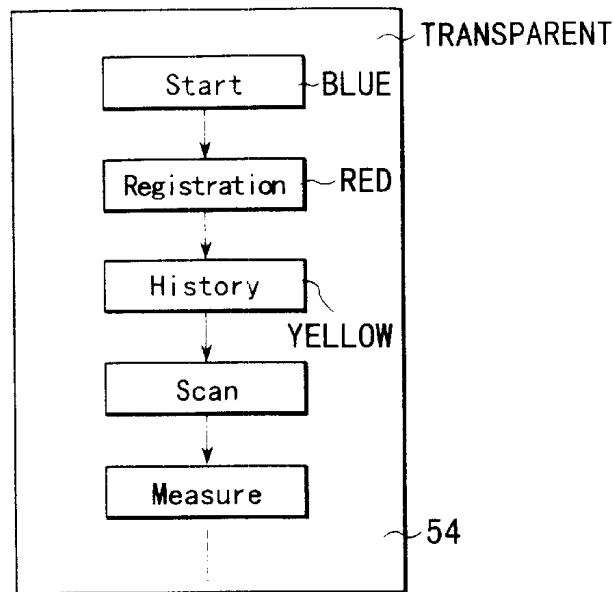 TRANSPARENT
Start
BLUE
Registration
RED
History
YELLOW
Scan
Measure
54